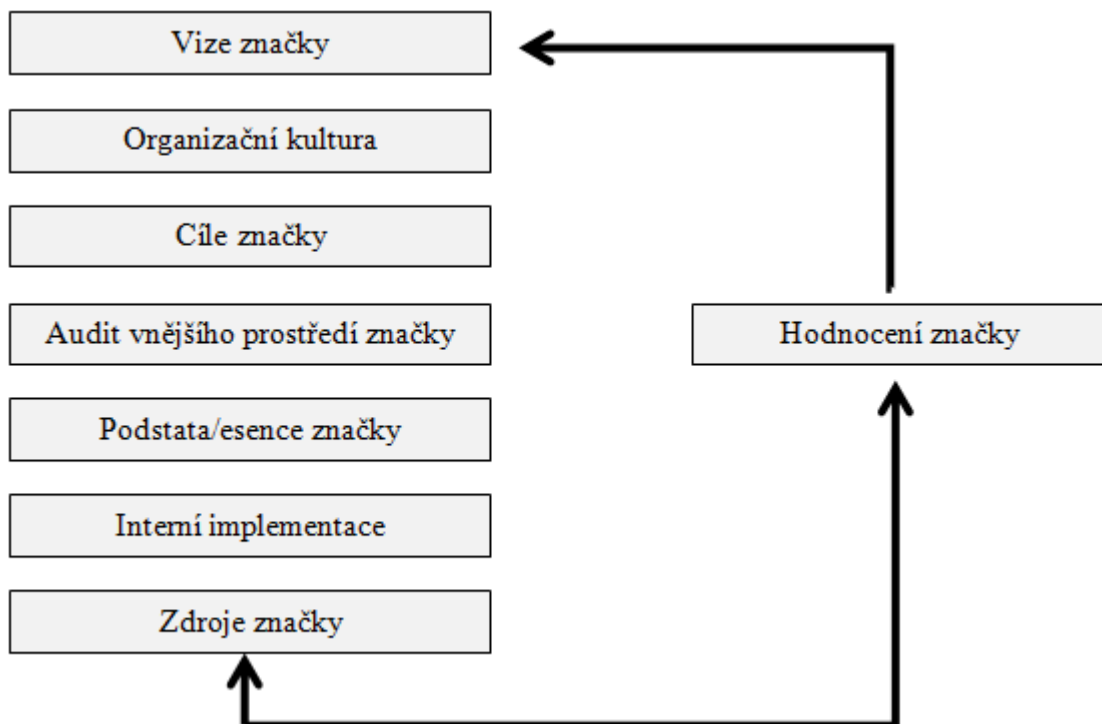 Vize značky
Organizační kultura
Cíle značky
Audit vnějšího prostředí značky
Hodnocení značky
Podstata/esence značky
Interní implementace
Zdroje značky